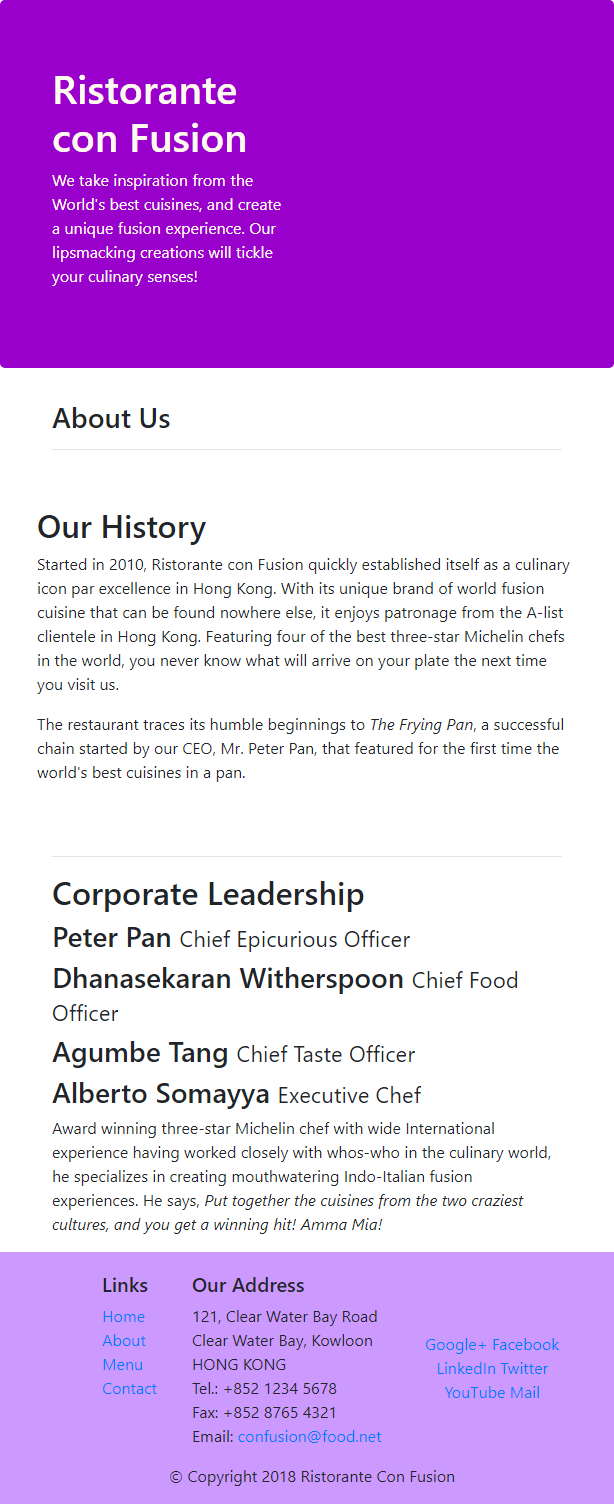 Ristorante
con Fusion
We take inspiration from the
World's best cuisines, and create
a unique fusion experience. Our
lipsmacking creations will tickle
your culinary senses!
About Us
Our History
Started in 2010, Ristorante con Fusion quickly established itself as a culinary
icon par excellence in Hong Kong. With its unique brand of world fusion
cuisine that can be found nowhere else, it enjoys patronage from the A-list
clientele in Hong Kong. Featuring four of the best three-star Michelin chefs
in the world, you never know what will arrive on your plate the next time
you visit us.
The restaurant traces its humble beginnings to The Frying Pan, a successful
chain started by our CEO, Mr. Peter Pan, that featured for the first time the
world's best cuisines in a pan.
Corporate Leadership
Peter Pan Chief Epicurious Officer
Dhanasekaran Witherspoon Chief Food
Officer
Agumbe Tang Chief Taste Officer
Alberto Somayya Executive Chef
Award winning three-star Michelin chef with wide International
experience having worked closely with whos-who in the culinary world,
he specializes in creating mouthwatering Indo-Italian fusion
experiences. He says, Put together the cuisines from the two craziest
cultures, and you get a winning hit! Amma Mia!
Links
Home
About
Menu
Contact
Our Address
121, Clear Water Bay Road
Clear Water Bay, Kowloon
HONG KONG
Tel.: +852 1234 5678
Fax: +852 8765 4321
Email: confusion@food.net
Google+ Facebook
LinkedIn Twitter
YouTube Mail
© Copyright 2018 Ristorante Con Fusion